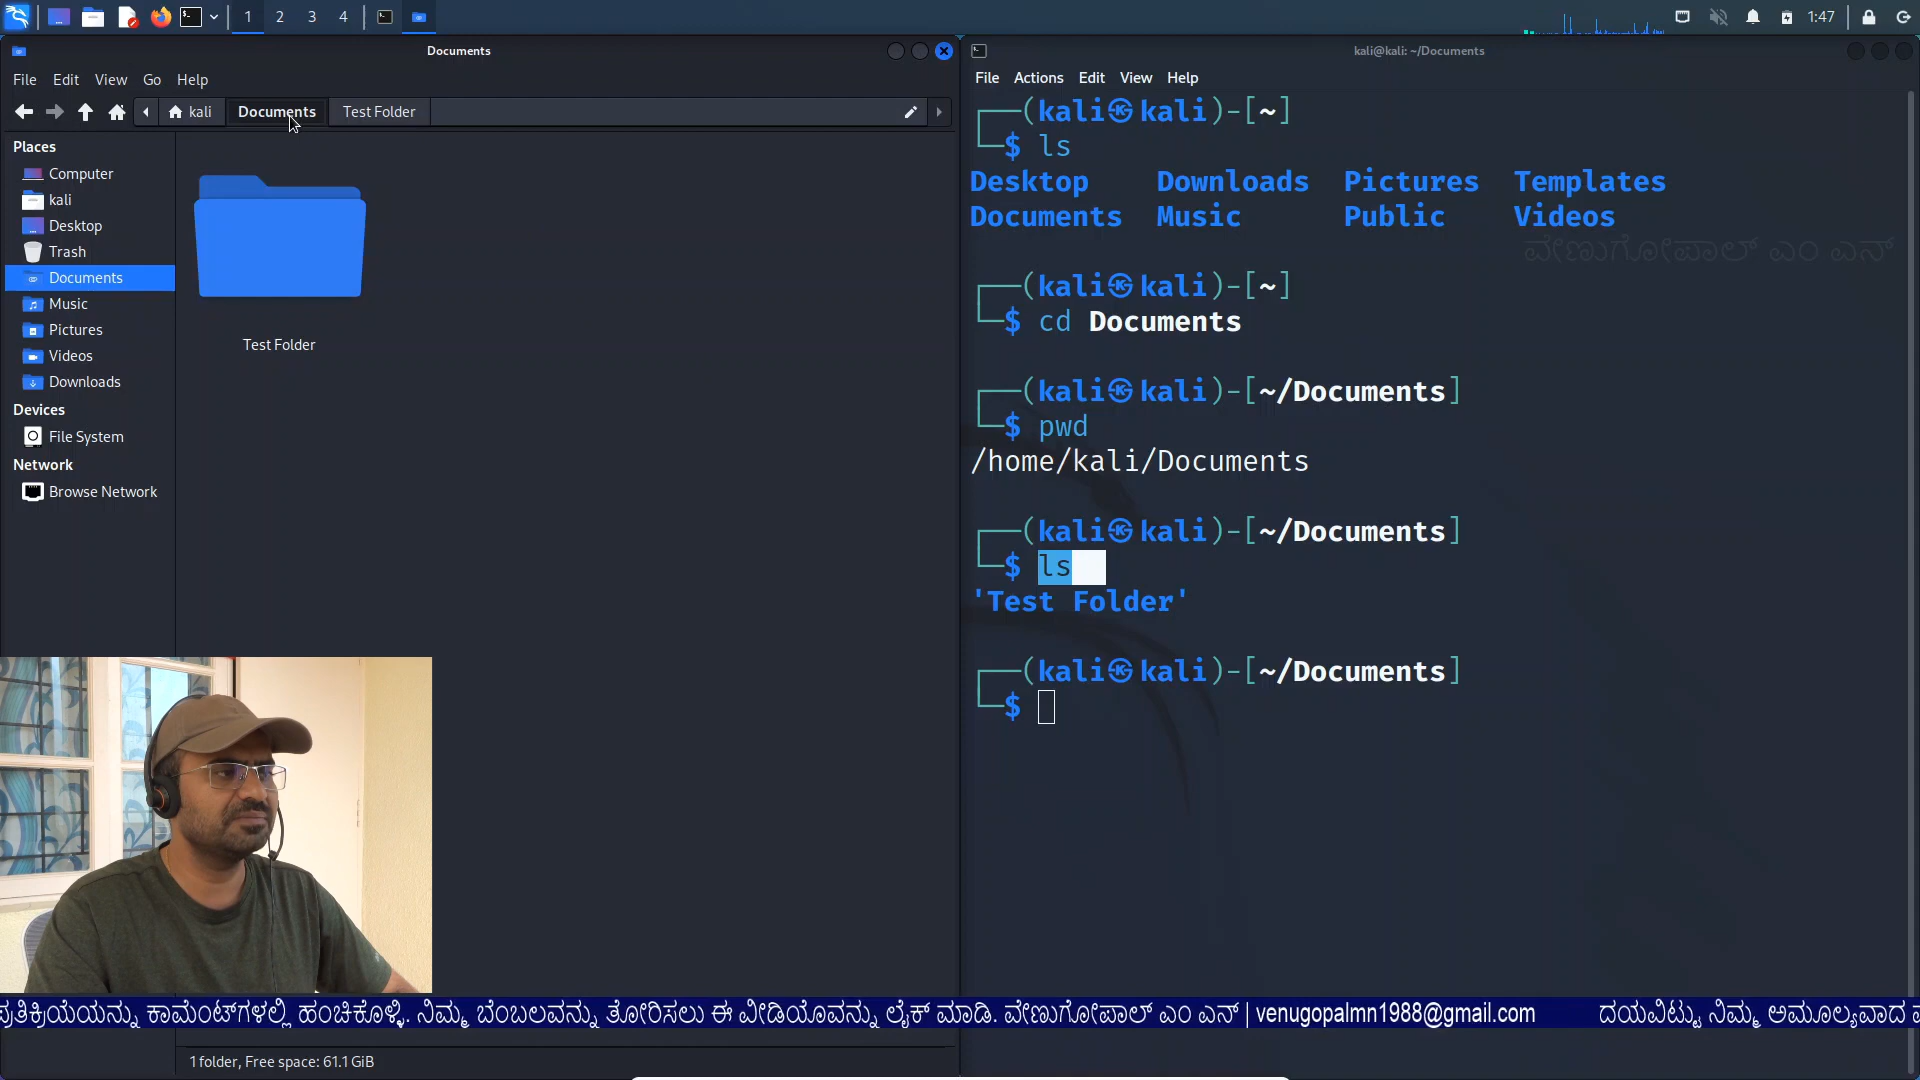 1 2 3 4
1:47
Documents
File Edit View Go Help
kali Documents Test Folder
Places
Computer
kali
Desktop
Trash
Documents
Music
Pictures
Videos
Downloads
Devices
File System
Network
Browse Network
Test Folder
1 folder, Free space: 61.1 GiB
kali@kali: ~/Documents
File Actions Edit View Help
┌──(kali㉿kali)-[~]
└─$ ls
Desktop Downloads Pictures Templates
Documents Music Public Videos
ವೇಣುಗೋಪಾಲ್ ಎಂ ಎನ್
┌──(kali㉿kali)-[~]
└─$ cd Documents
┌──(kali㉿kali)-[~/Documents]
└─$ pwd
/home/kali/Documents
┌──(kali㉿kali)-[~/Documents]
└─$ ls
'Test Folder'
┌──(kali㉿kali)-[~/Documents]
└─$
ಪ್ರತಿಕ್ರಿಯೆಯನ್ನು ಕಾಮೆಂಟ್‌ಗಳಲ್ಲಿ ಹಂಚಿಕೊಳ್ಳಿ. ನಿಮ್ಮ ಬೆಂಬಲವನ್ನು ತೋರಿಸಲು ಈ ವೀಡಿಯೊವನ್ನು ಲೈಕ್ ಮಾಡಿ. ವೇಣುಗೋಪಾಲ್ ಎಂ ಎನ್ | venugopalmn1988@gmail.com ದಯವಿಟ್ಟು ನಿಮ್ಮ ಅಮೂಲ್ಯವಾದ